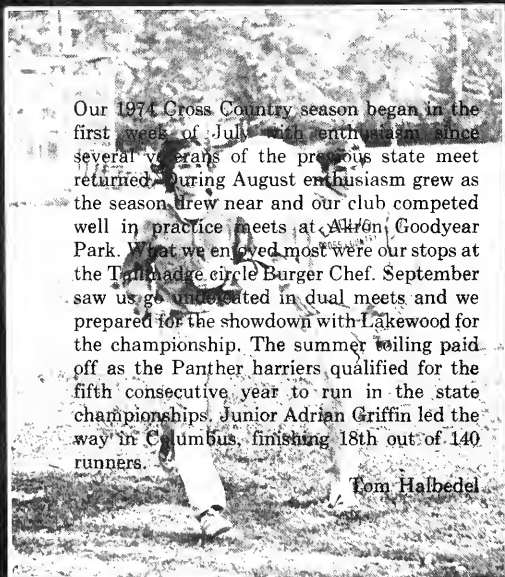 Our 1974 Cross Country season began in the
first week of July with enthusiasm since
several veterans of the previous state meet
returned. During August enthusiasm grew as
the season drew near and our club competed
well in practice meets at Akron Goodyear
Park. What we enjoyed most were our stops at
the Tallmadge circle Burger Chef. September
saw us go undefeated in dual meets and we
prepared for the showdown with Lakewood for
the championship. The summer toiling paid
off as the Panther harriers qualified for the
fifth consecutive year to run in the state
championships. Junior Adrian Griffin led the
way in Columbus, finishing 18th out of 140
runners.
Tom Halbedel